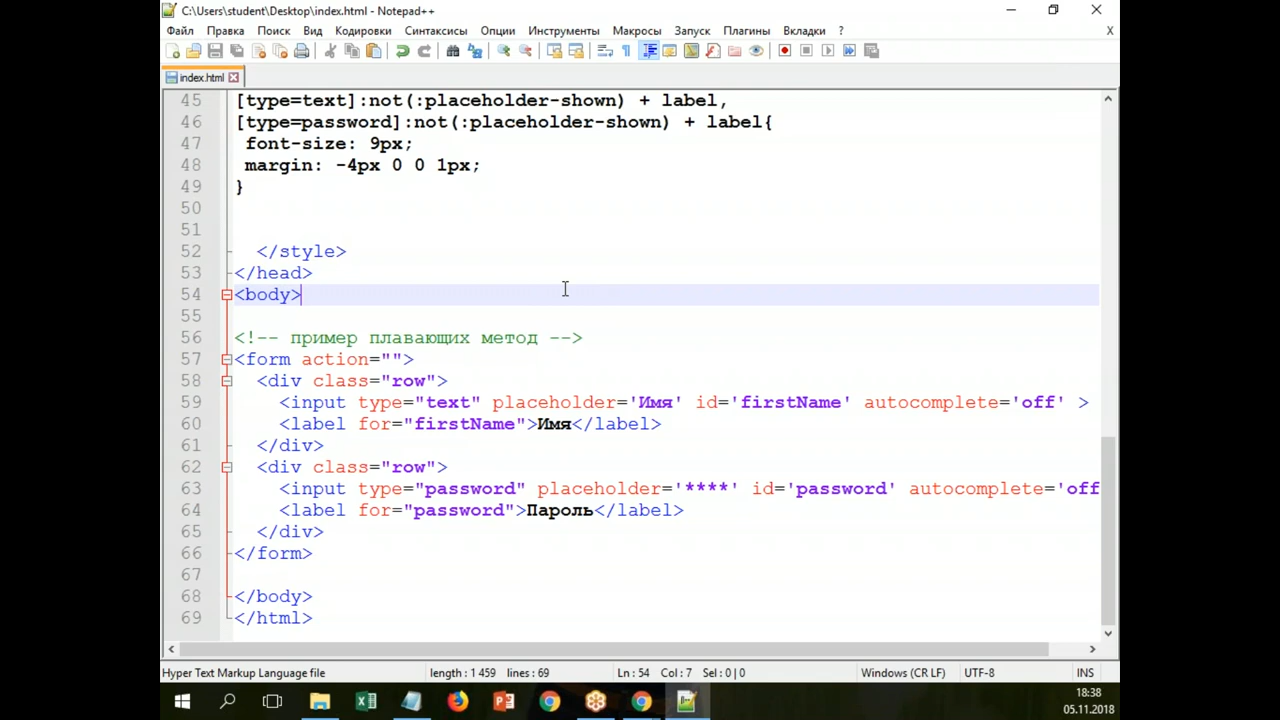 C:\Users\student\Desktop\index.html - Notepad++
Файл Правка Поиск Вид Кодировки Синтаксисы Опции Инструменты Макросы Запуск Плагины Вкладки ? X
index.html
45 [type=text]:not(:placeholder-shown) + label,
46 [type=password]:not(:placeholder-shown) + label{
47 font-size: 9px;
48 margin: -4px 0 0 1px;
49 }
50
51
52 </style>
53 </head>
54 <body>
55
56 <!-- пример плавающих метод -->
57 <form action="">
58 <div class="row">
59 <input type="text" placeholder='Имя' id='firstName' autocomplete='off' >
60 <label for="firstName">Имя</label>
61 </div>
62 <div class="row">
63 <input type="password" placeholder='****' id='password' autocomplete='off
64 <label for="password">Пароль</label>
65 </div>
66 </form>
67
68 </body>
69 </html>
Hyper Text Markup Language file length : 1 459 lines : 69 Ln : 54 Col : 7 Sel : 0 | 0 Windows (CR LF) UTF-8 INS
18:38
05.11.2018